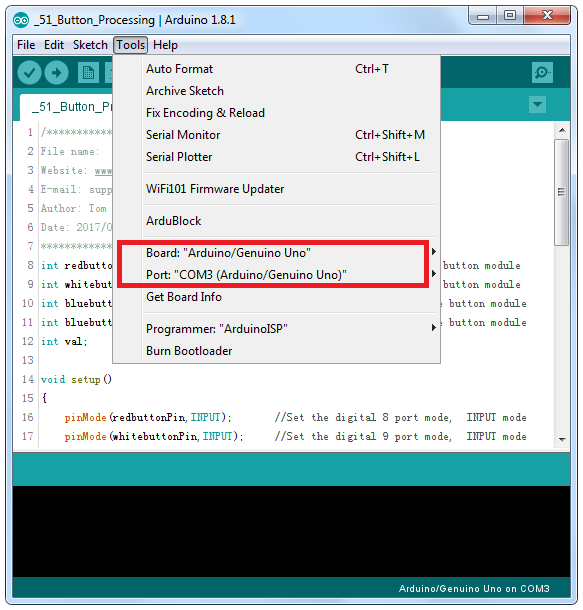 _51_Button_Processing | Arduino 1.8.1
File Edit Sketch Tools Help
Auto Format Ctrl+T
Archive Sketch
Fix Encoding & Reload
Serial Monitor Ctrl+Shift+M
Serial Plotter Ctrl+Shift+L
WiFi101 Firmware Updater
ArduBlock
Board: "Arduino/Genuino Uno"
Port: "COM3 (Arduino/Genuino Uno)"
Get Board Info
Programmer: "ArduinoISP"
Burn Bootloader
_51_Button_Pr
1 /*************
2 File name:
3 Website: www
4 E-mail: supp
5 Author: Tom
6 Date: 2017/0
7 *************
8 int redbutto button module
9 int whitebut e button module
10 int bluebutt button module
11 int bluebutt e button module
12 int val;
13
14 void setup()
15 {
16 pinMode(redbuttonPin,INPUT); //Set the digital 8 port mode, INPUT mode
17 pinMode(whitebuttonPin,INPUT); //Set the digital 9 port mode, INPUT mode
Arduino/Genuino Uno on COM3